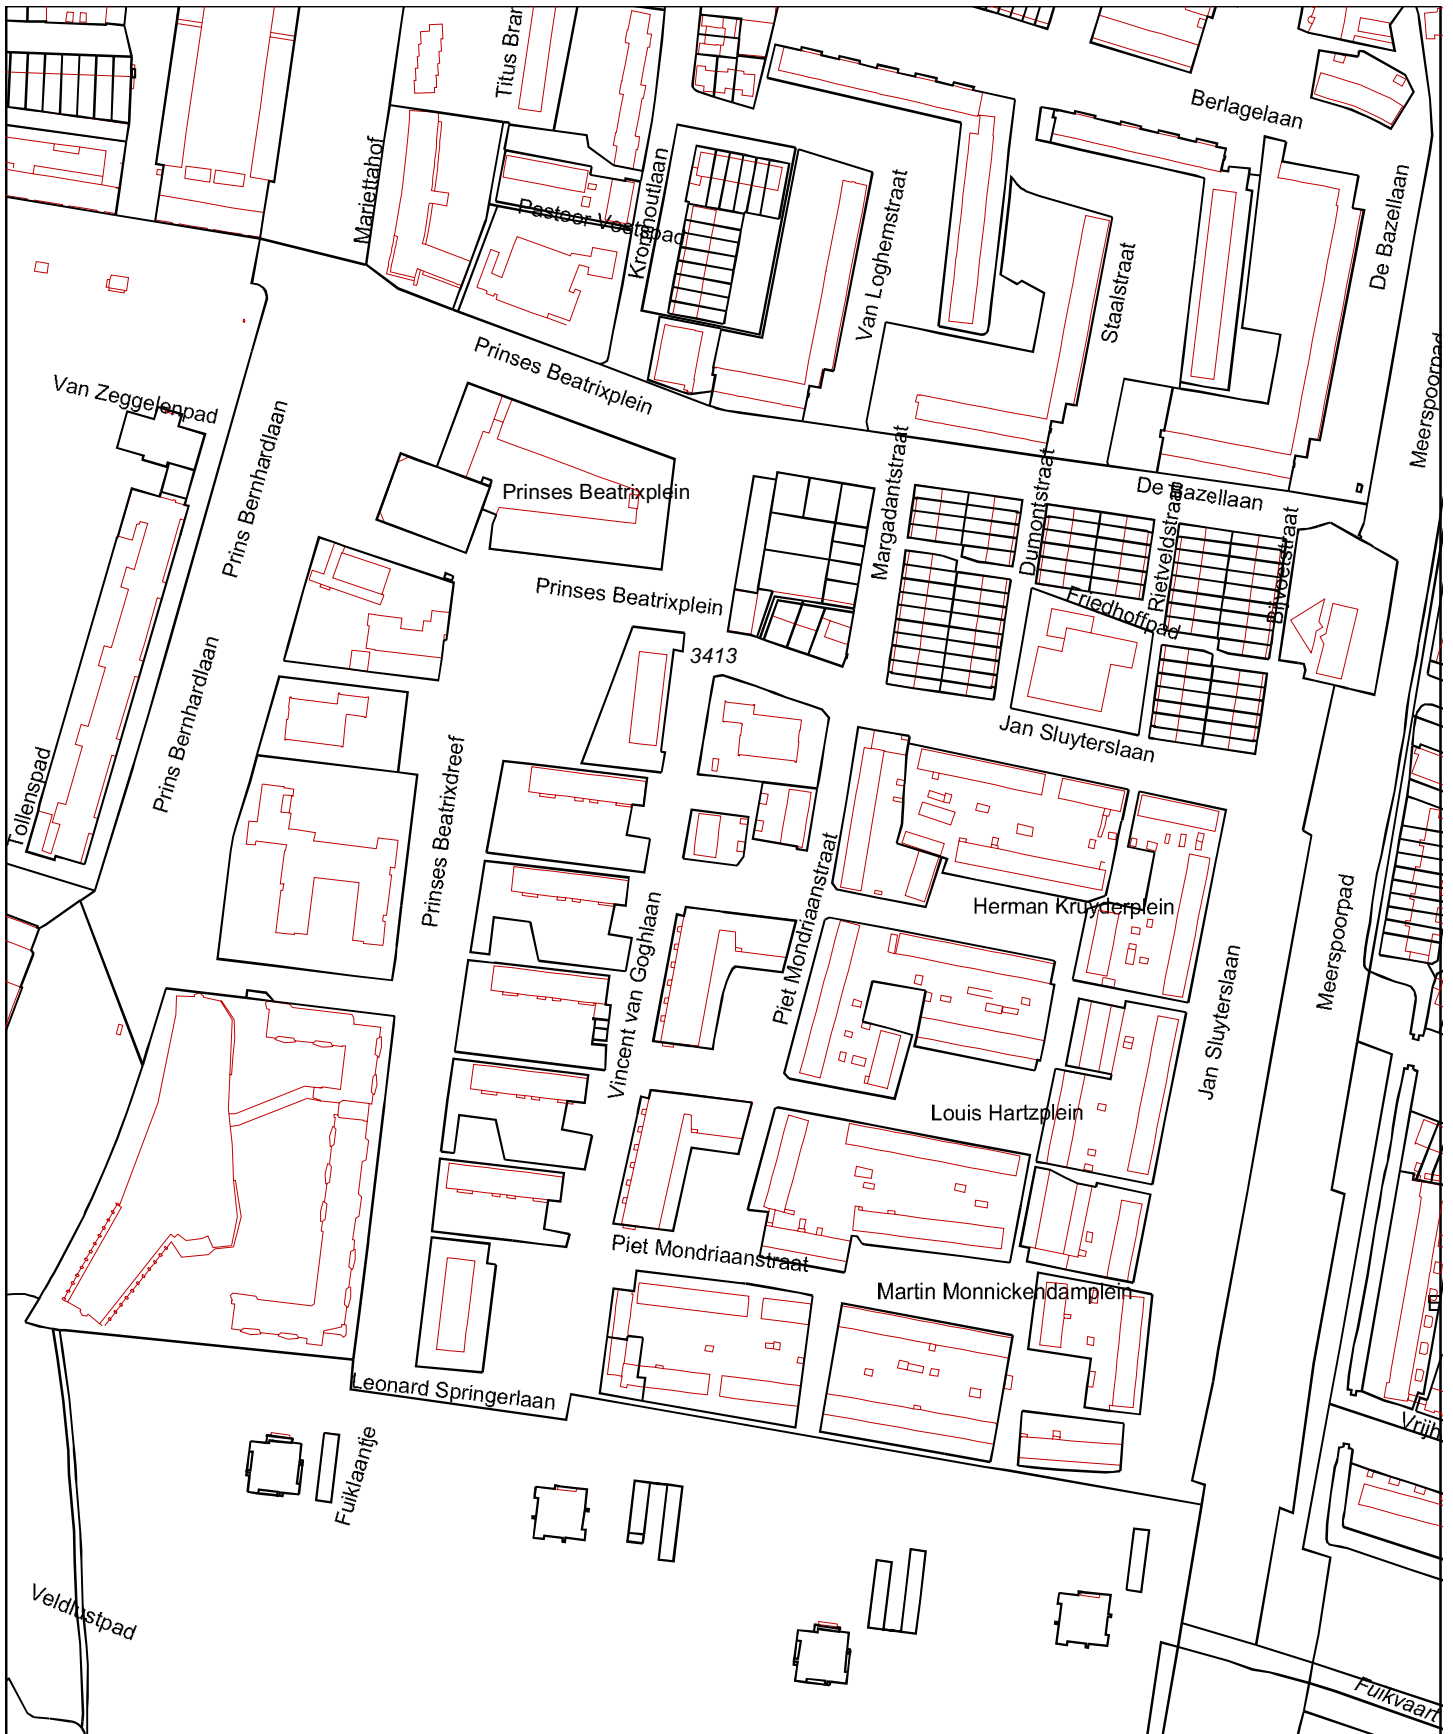 Titus Bran
Berlagelaan
Mariettahof
Pastoor Voetspad
Kromhoutlaan
Van Loghemstraat
De Bazellaan
Staalstraat
Prinses Beatrixplein
Meerspoorpad
Van Zeggelenpad
Prins Bernhardlaan
Prinses Beatrixplein
Margadantstraat
Dumontstraat
De Bazellaan
Rietveldstraat
Bijvoetstraat
Prinses Beatrixplein
Friedhoffpad
3413
Prins Bernhardlaan
Jan Sluyterslaan
Tollenspad
Prinses Beatrixdreef
Piet Mondriaanstraat
Herman Kruyderplein
Vincent van Goghlaan
Meerspoorpad
Jan Sluyterslaan
Louis Hartzplein
Piet Mondriaanstraat
Martin Monnickendamplein
Leonard Springerlaan
Vrijh
Fuiklaantje
Veldlustpad
Fuikvaart